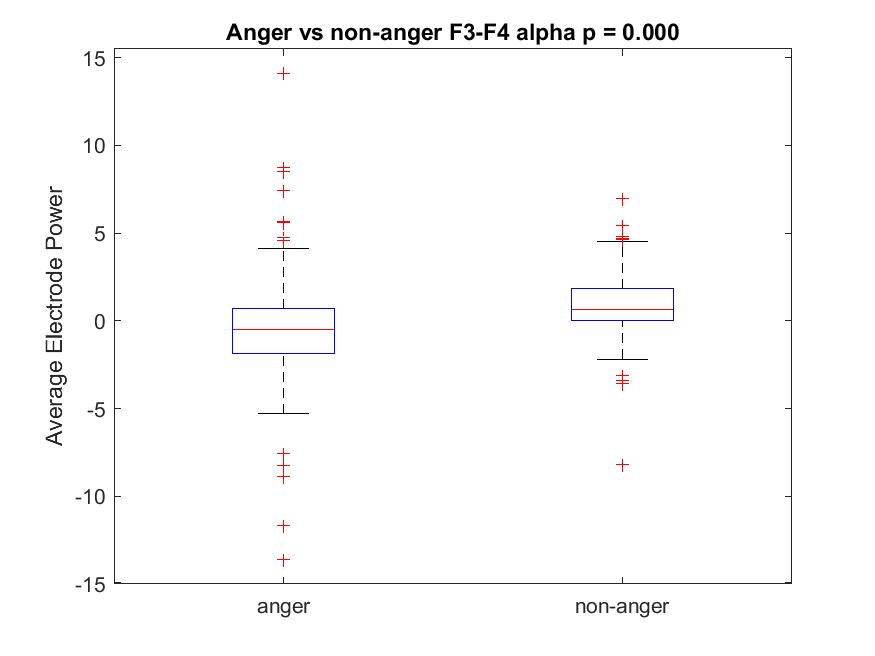 Anger vs non-anger F3-F4 alpha p = 0.000
15
10
5
0
-5
-10
-15
Average Electrode Power
anger
non-anger